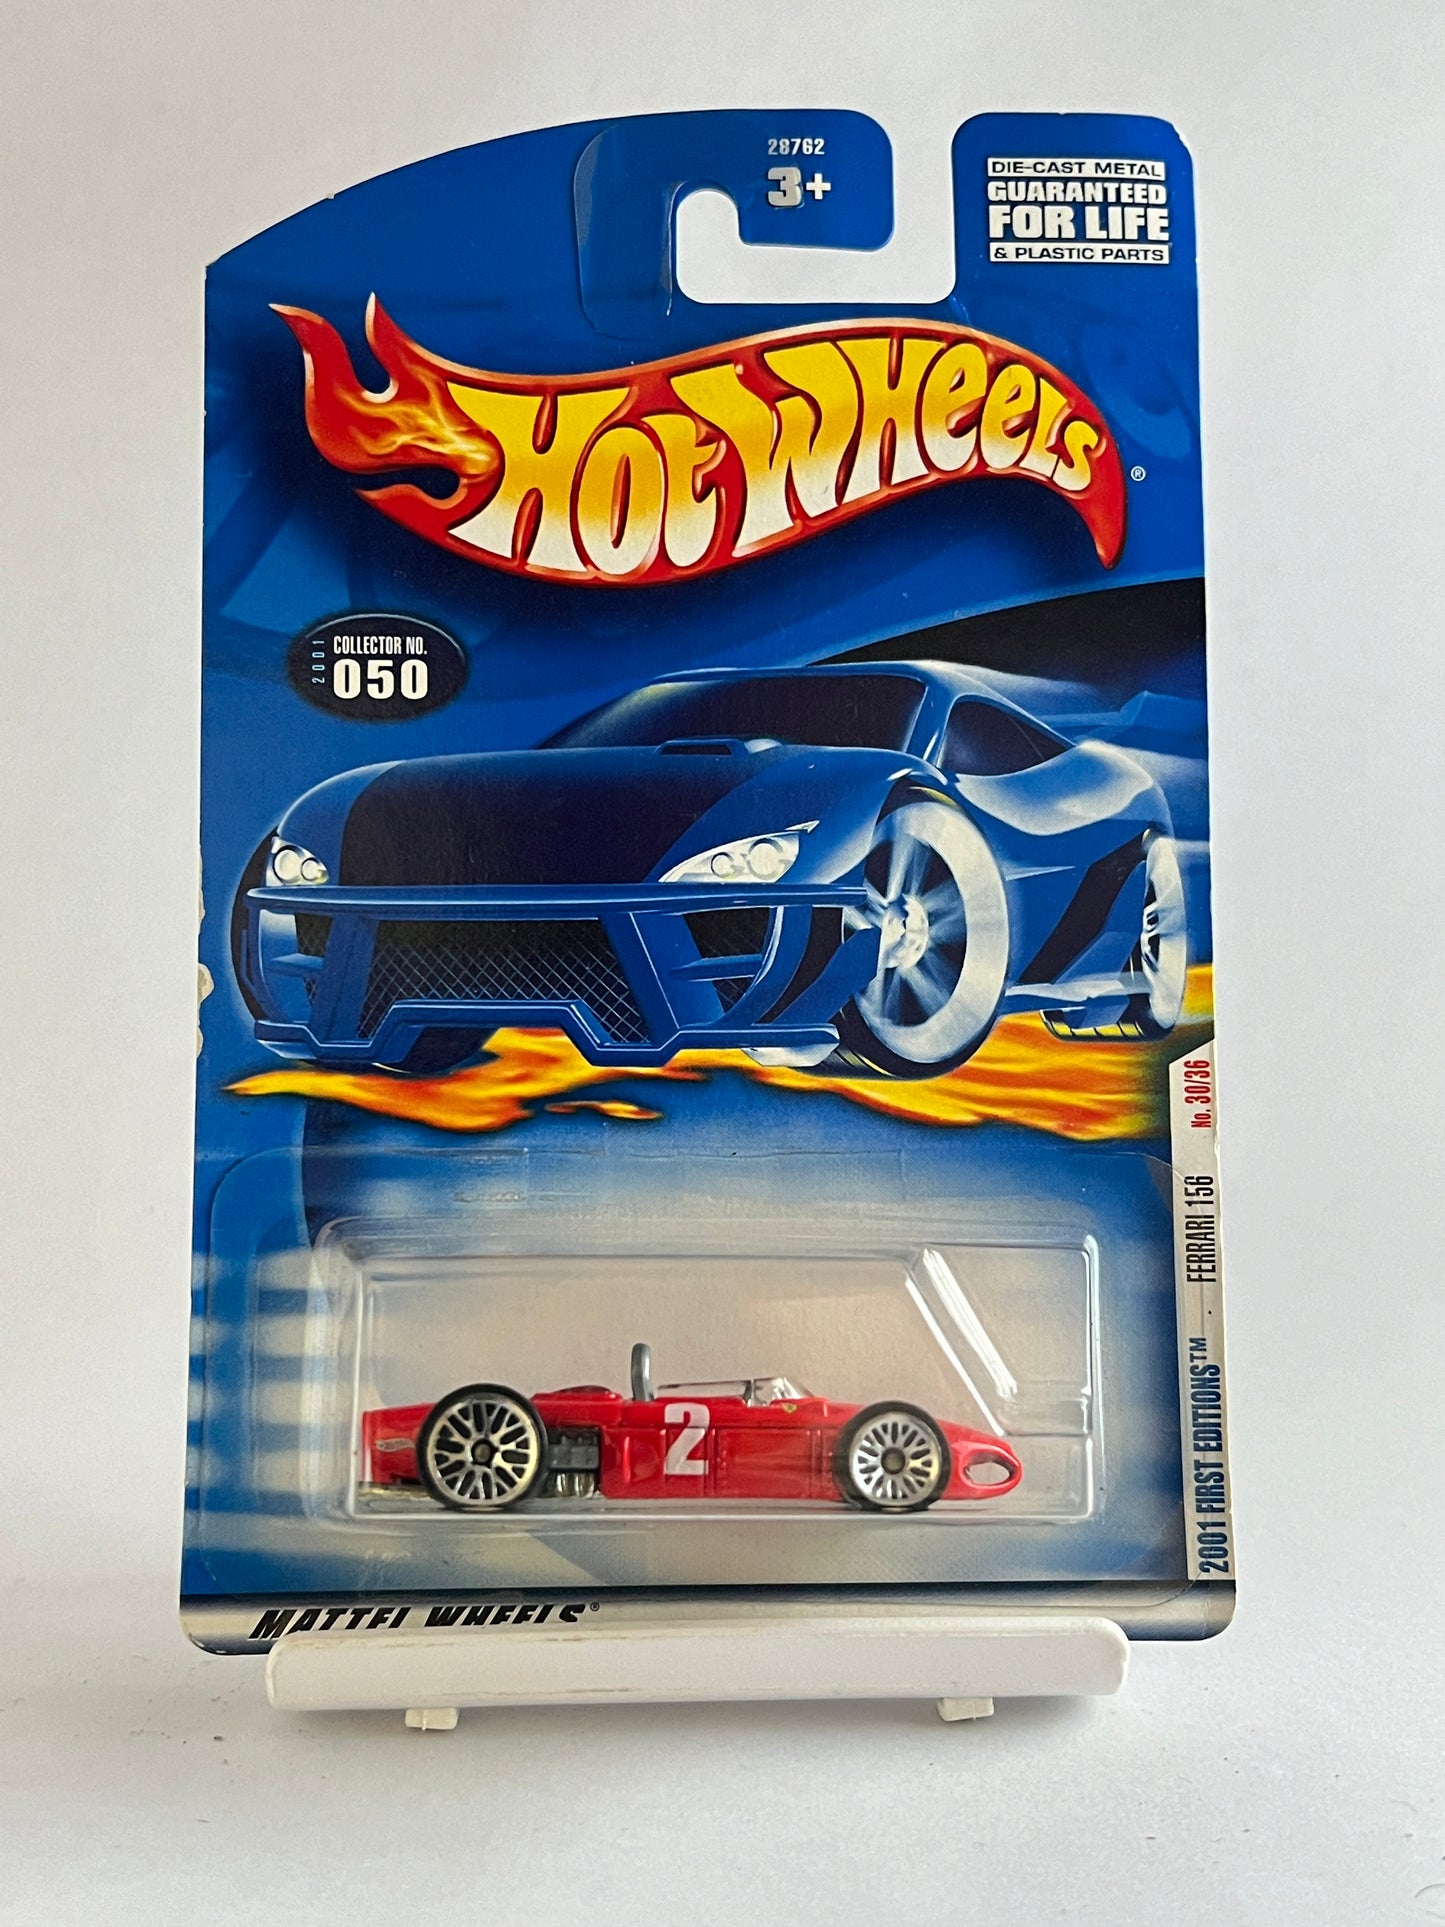 28762
3+
DIE-CAST METAL
GUARANTEED
FOR LIFE
& PLASTIC PARTS
HOT WHEELS®
2001
COLLECTOR NO.
050
No. 30/36
FERRARI 156
2001 FIRST EDITIONS™
2
MATTEL WHEELS®